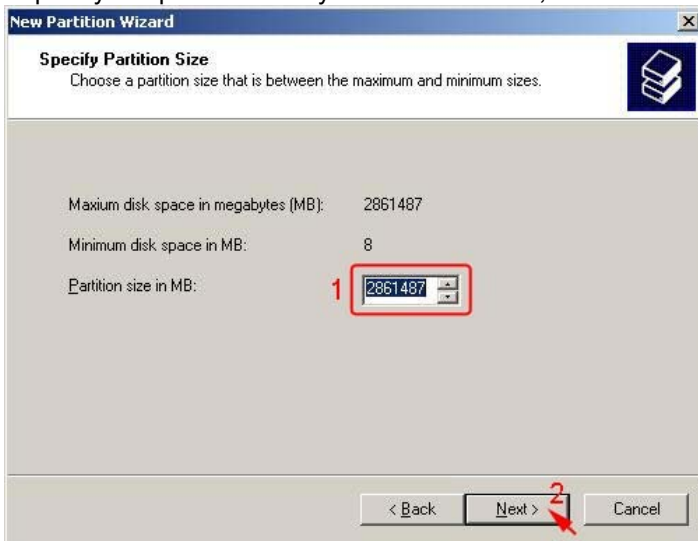 New Partition Wizard
Specify Partition Size
Choose a partition size that is between the maximum and minimum sizes.
Maxium disk space in megabytes (MB): 2861487
Minimum disk space in MB: 8
Partition size in MB: 1 2861487
2
< Back Next > Cancel